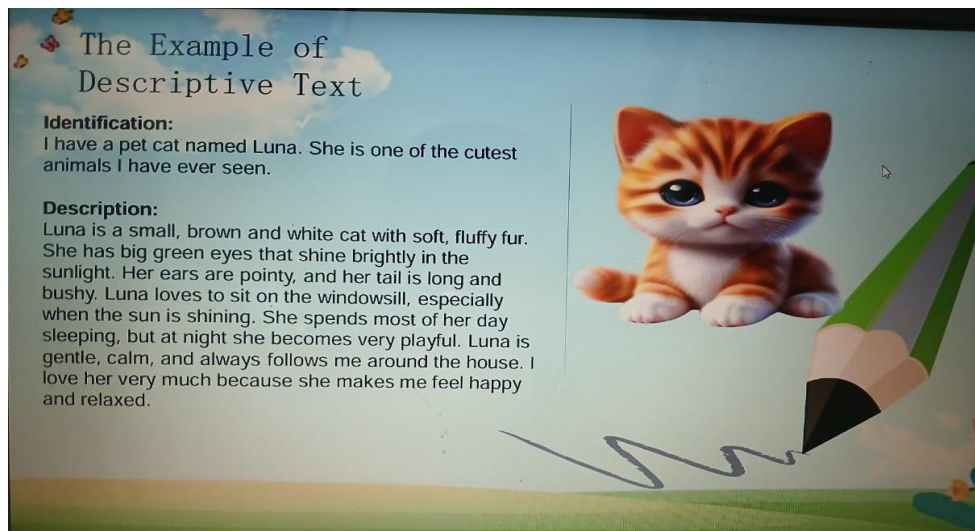 The Example of
Descriptive Text
Identification:
I have a pet cat named Luna. She is one of the cutest
animals I have ever seen.
Description:
Luna is a small, brown and white cat with soft, fluffy fur.
She has big green eyes that shine brightly in the
sunlight. Her ears are pointy, and her tail is long and
bushy. Luna loves to sit on the windowsill, especially
when the sun is shining. She spends most of her day
sleeping, but at night she becomes very playful. Luna is
gentle, calm, and always follows me around the house. I
love her very much because she makes me feel happy
and relaxed.